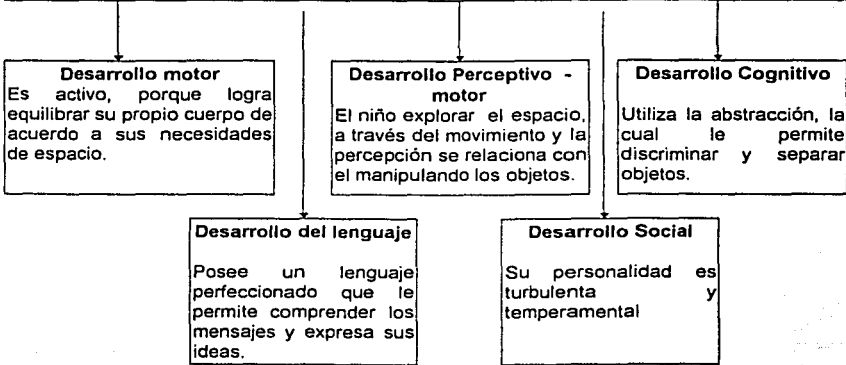 Desarrollo motor
Es activo, porque logra
equilibrar su propio cuerpo de
acuerdo a sus necesidades
de espacio.
Desarrollo Perceptivo -
motor
El niño explorar el espacio,
a través del movimiento y la
percepción se relaciona con
el manipulando los objetos.
Desarrollo Cognitivo
Utiliza la abstracción, la
cual le permite
discriminar y separar
objetos.
Desarrollo del lenguaje
Posee un lenguaje
perfeccionado que le
permite comprender los
mensajes y expresa sus
ideas.
Desarrollo Social
Su personalidad es
turbulenta y
temperamental